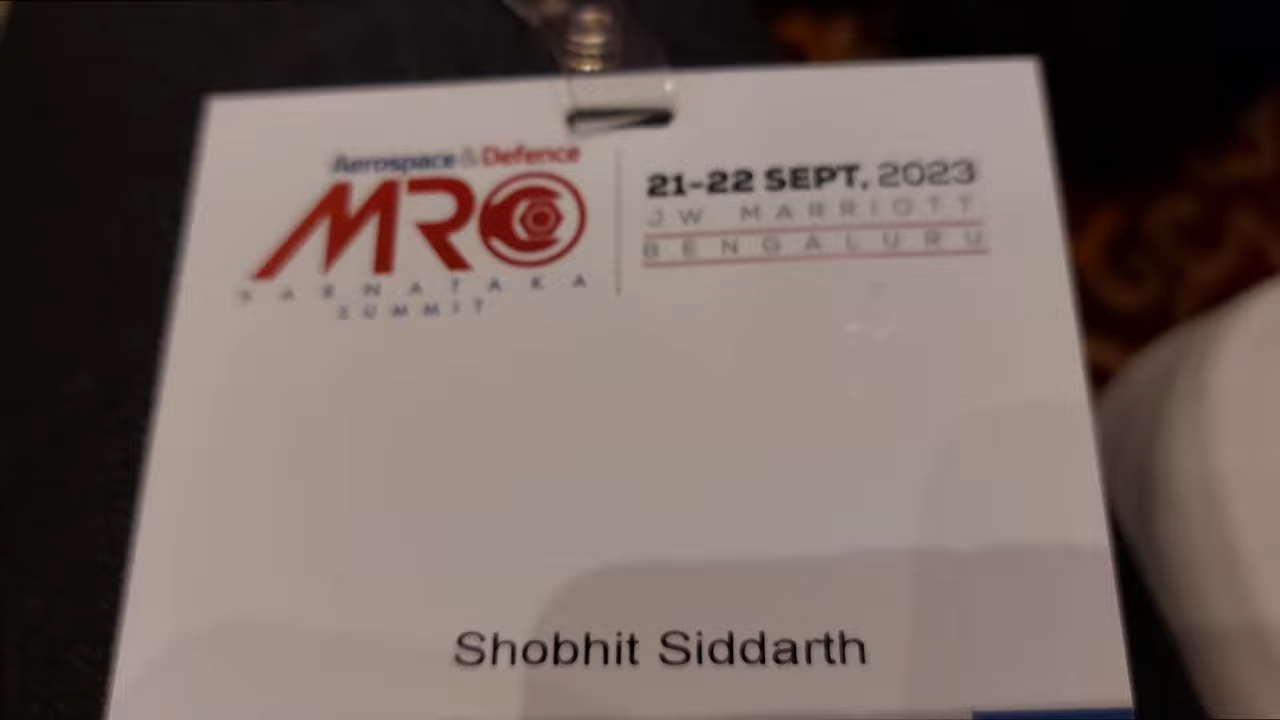 Aerospace & Defence
MRO
KARNATAKA
SUMMIT
21-22 SEPT, 2023
JW MARRIOTT
BENGALURU
Shobhit Siddarth